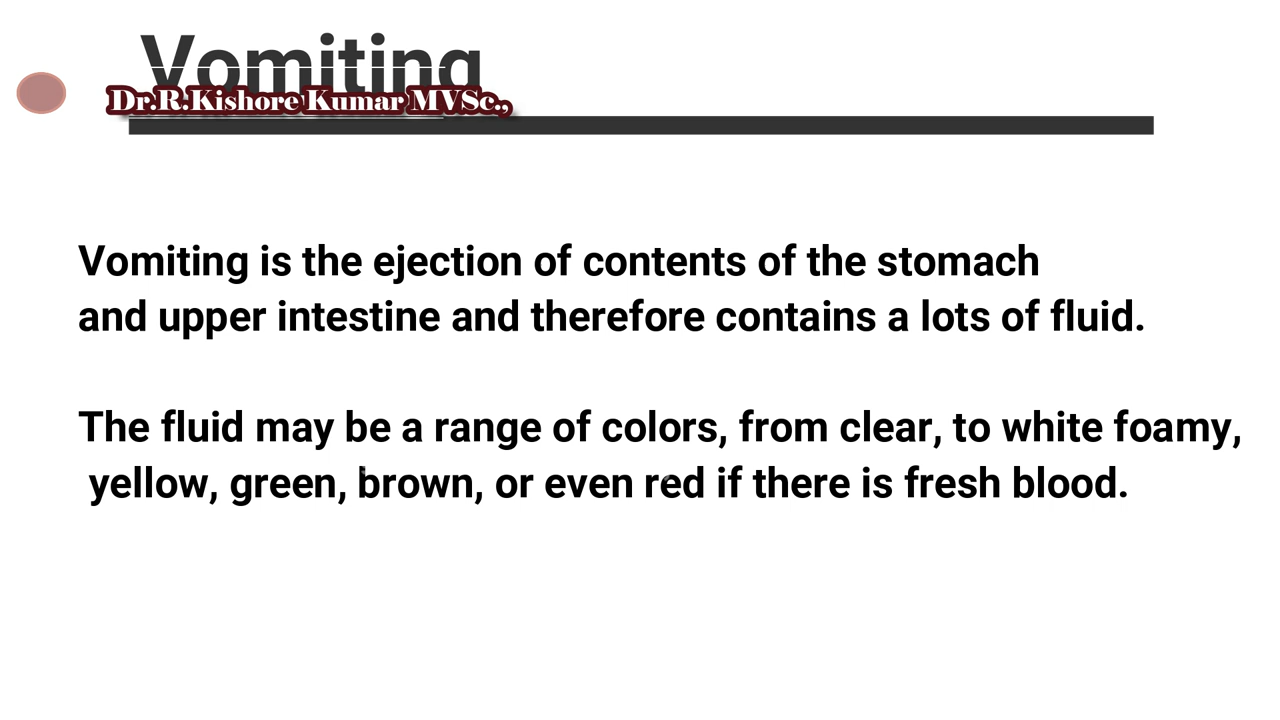 Vomiting
Dr.R.Kishore Kumar MVSc.,
Vomiting is the ejection of contents of the stomach
and upper intestine and therefore contains a lots of fluid.
The fluid may be a range of colors, from clear, to white foamy,
yellow, green, brown, or even red if there is fresh blood.